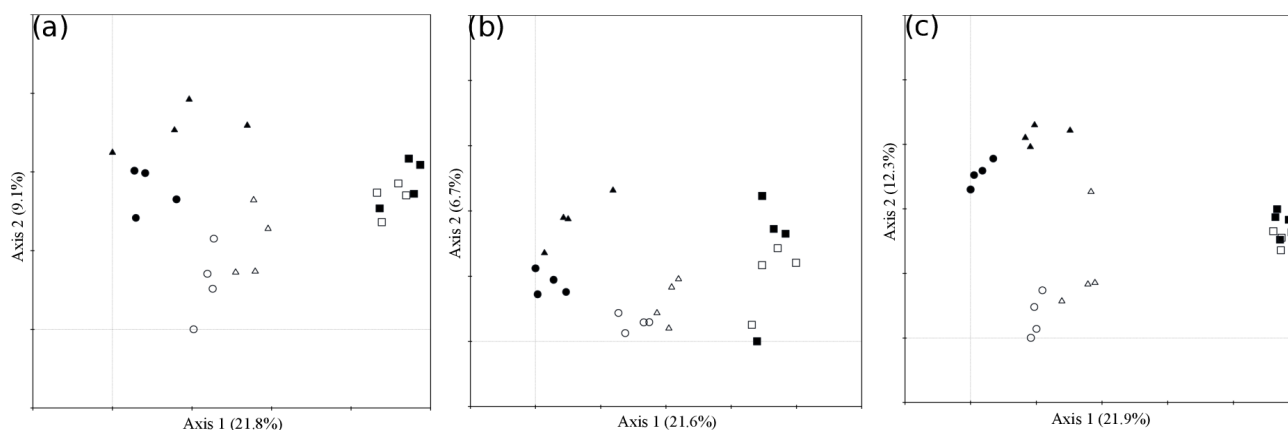 (a)
Axis 2 (9.1%)
Axis 1 (21.8%)
(b)
Axis 2 (6.7%)
Axis 1 (21.6%)
(c)
Axis 2 (12.3%)
Axis 1 (21.9%)